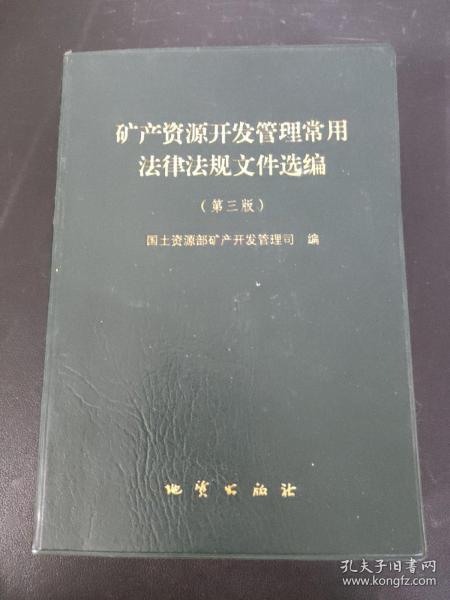 矿产资源开发管理常用
法律法规文件选编
（第三版）
国土资源部矿产开发管理司 编
地质出版社
孔夫子旧书网
www.kongfz.com